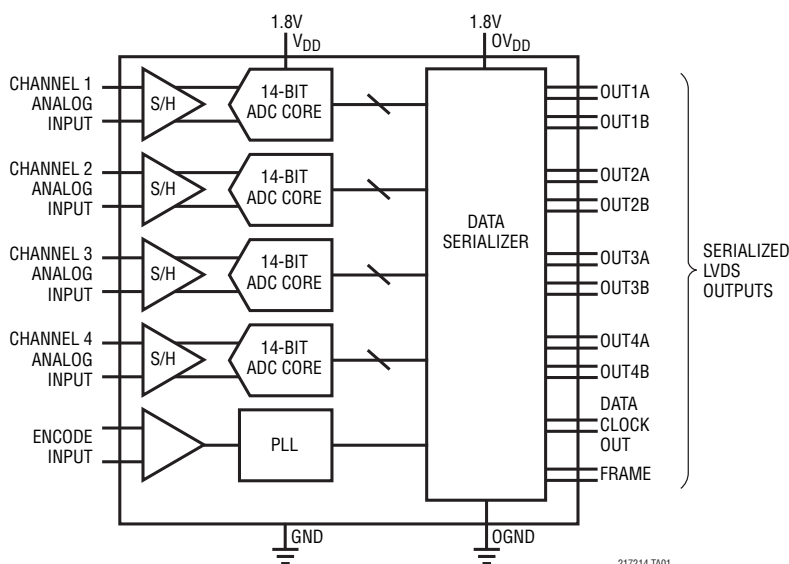 1.8V
VDD
1.8V
OVDD
CHANNEL 1
ANALOG
INPUT
S/H
14-BIT
ADC CORE
OUT1A
OUT1B
CHANNEL 2
ANALOG
INPUT
S/H
14-BIT
ADC CORE
OUT2A
OUT2B
DATA
SERIALIZER
CHANNEL 3
ANALOG
INPUT
S/H
14-BIT
ADC CORE
OUT3A
OUT3B
SERIALIZED
LVDS
OUTPUTS
CHANNEL 4
ANALOG
INPUT
S/H
14-BIT
ADC CORE
OUT4A
OUT4B
ENCODE
INPUT
PLL
DATA
CLOCK
OUT
FRAME
GND
OGND
217214 TA01